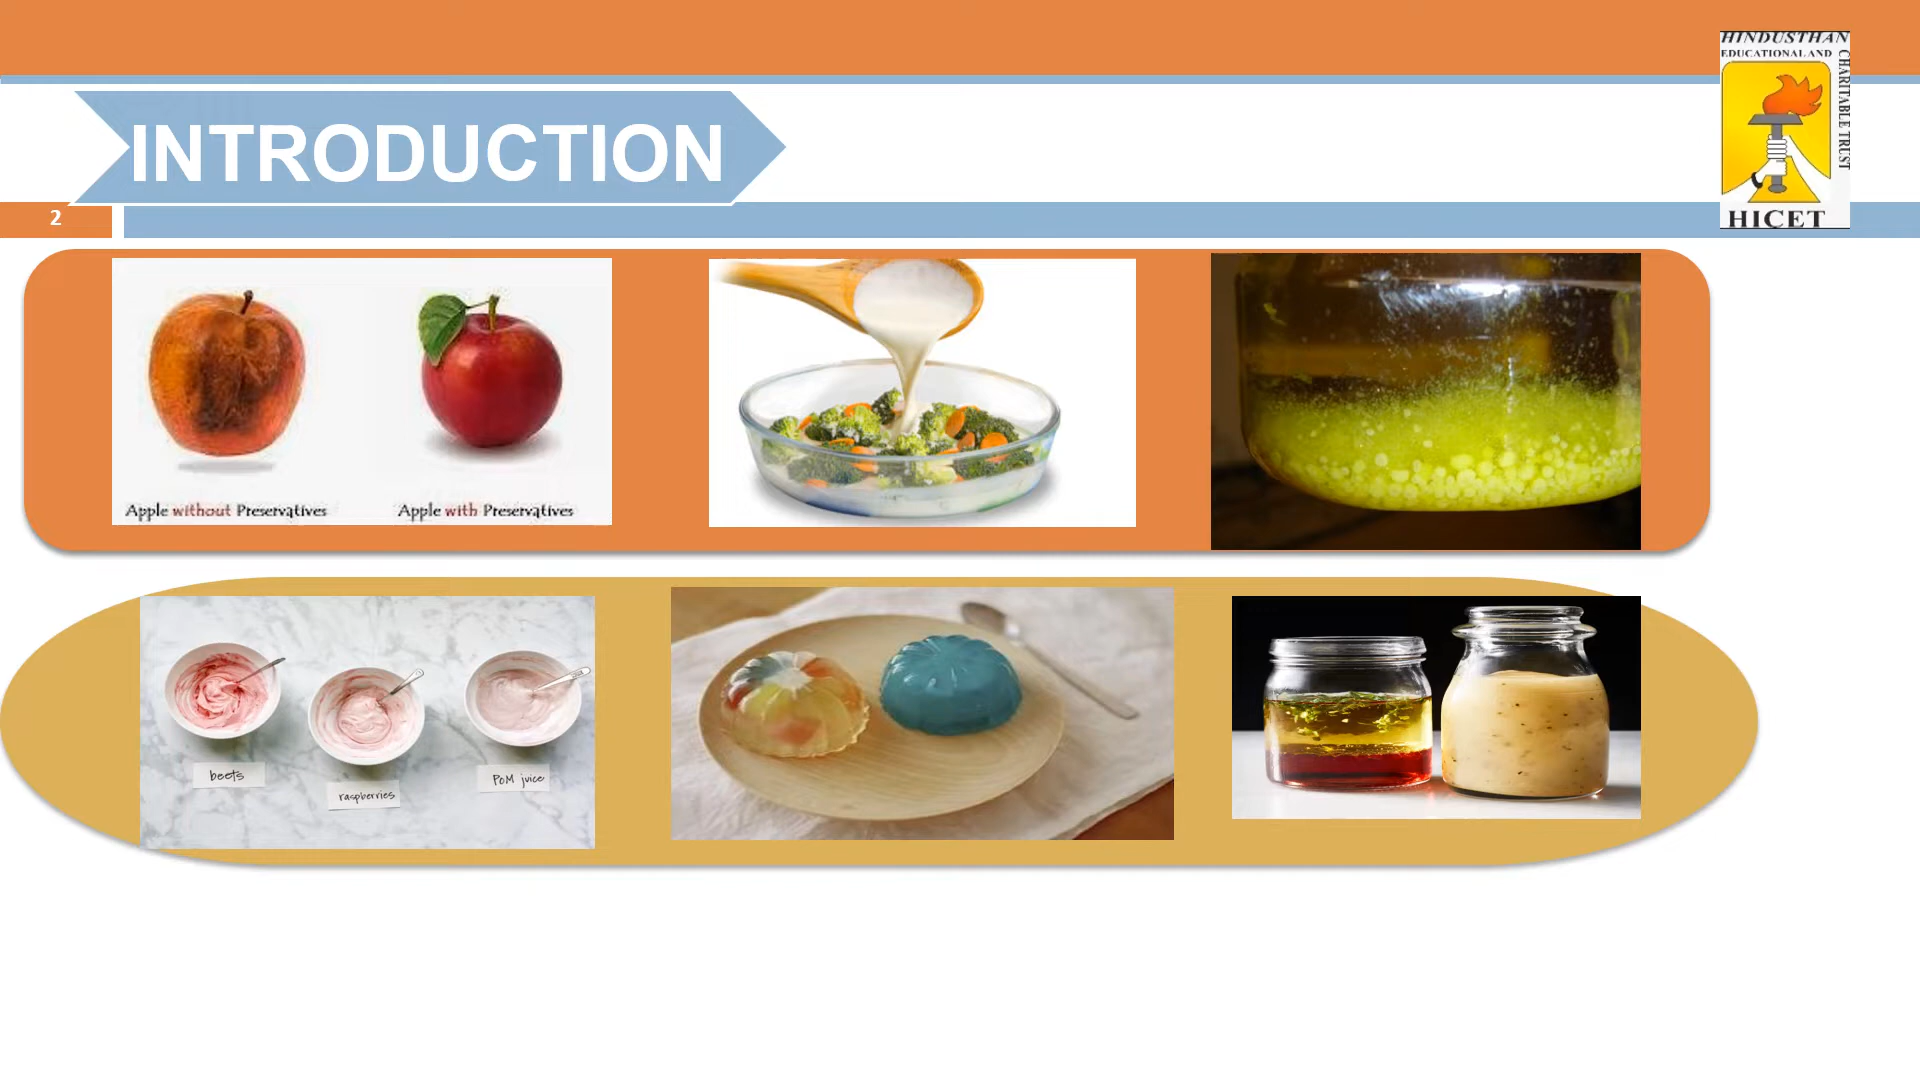 HINDUSTHAN
EDUCATIONAL AND
CHARITABLE TRUST
HICET
INTRODUCTION
2
Apple without Preservatives
Apple with Preservatives
beets
raspberries
POM juice